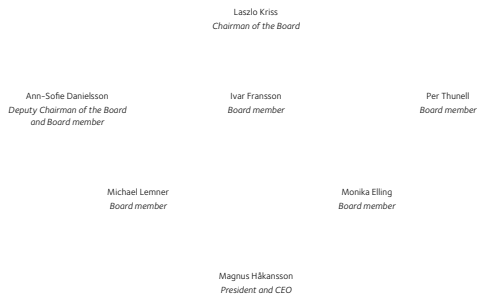 Laszlo Kriss
Chairman of the Board
Ann-Sofie Danielsson
Deputy Chairman of the Board
and Board member
Ivar Fransson
Board member
Per Thunell
Board member
Michael Lemner
Board member
Monika Elling
Board member
Magnus Håkansson
President and CEO